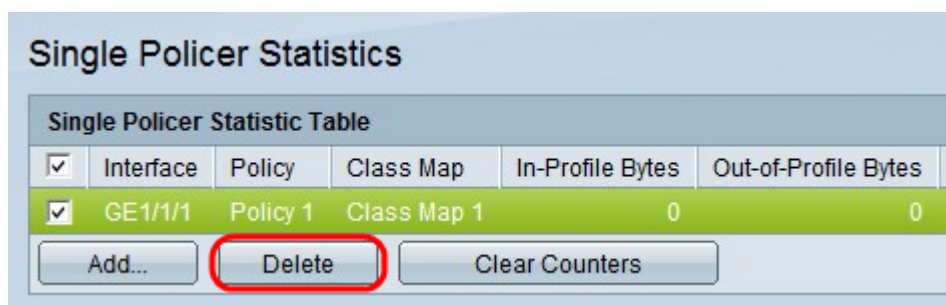 Single Policer Statistics
Single Policer Statistic Table
Interface Policy Class Map In-Profile Bytes Out-of-Profile Bytes
GE1/1/1 Policy 1 Class Map 1 0 0
Add... Delete Clear Counters